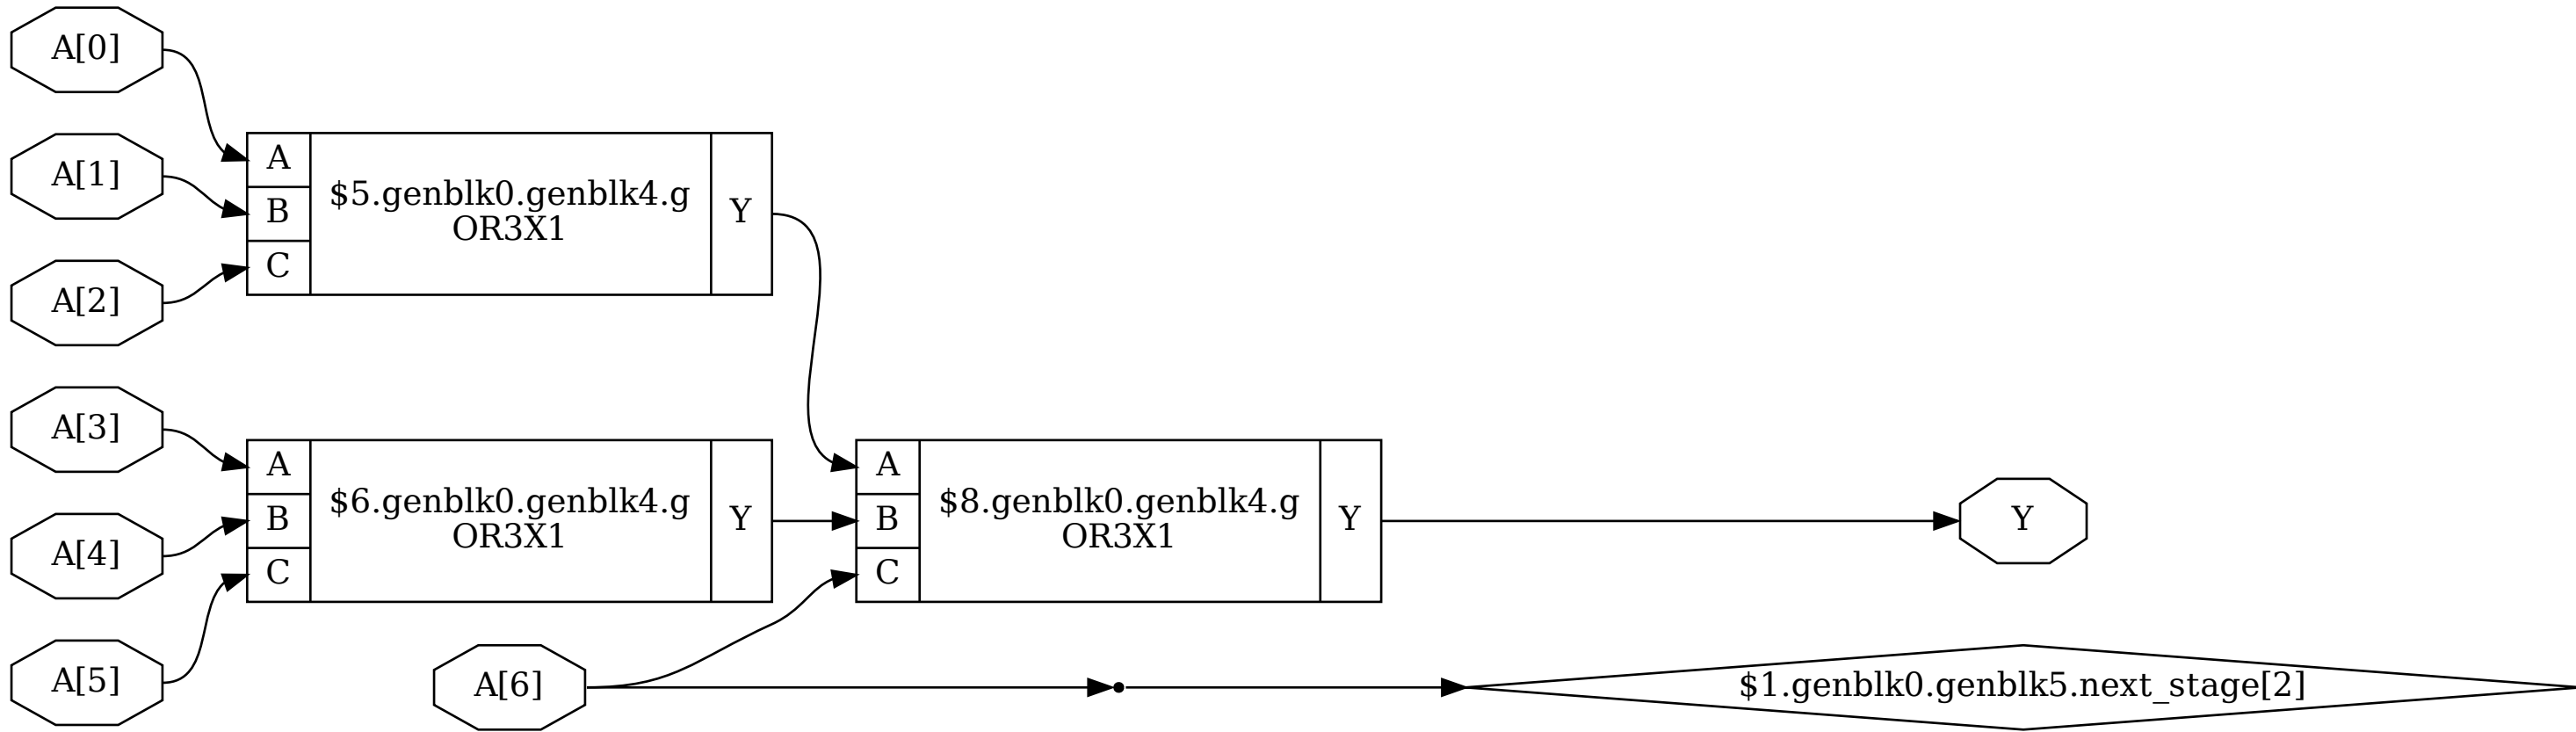 A[0]
A[1]
A[2]
A
B
C
$5.genblk0.genblk4.g
OR3X1
Y
A[3]
A[4]
A[5]
A
B
C
$6.genblk0.genblk4.g
OR3X1
Y
A[6]
A
B
C
$8.genblk0.genblk4.g
OR3X1
Y
Y
$1.genblk0.genblk5.next_stage[2]